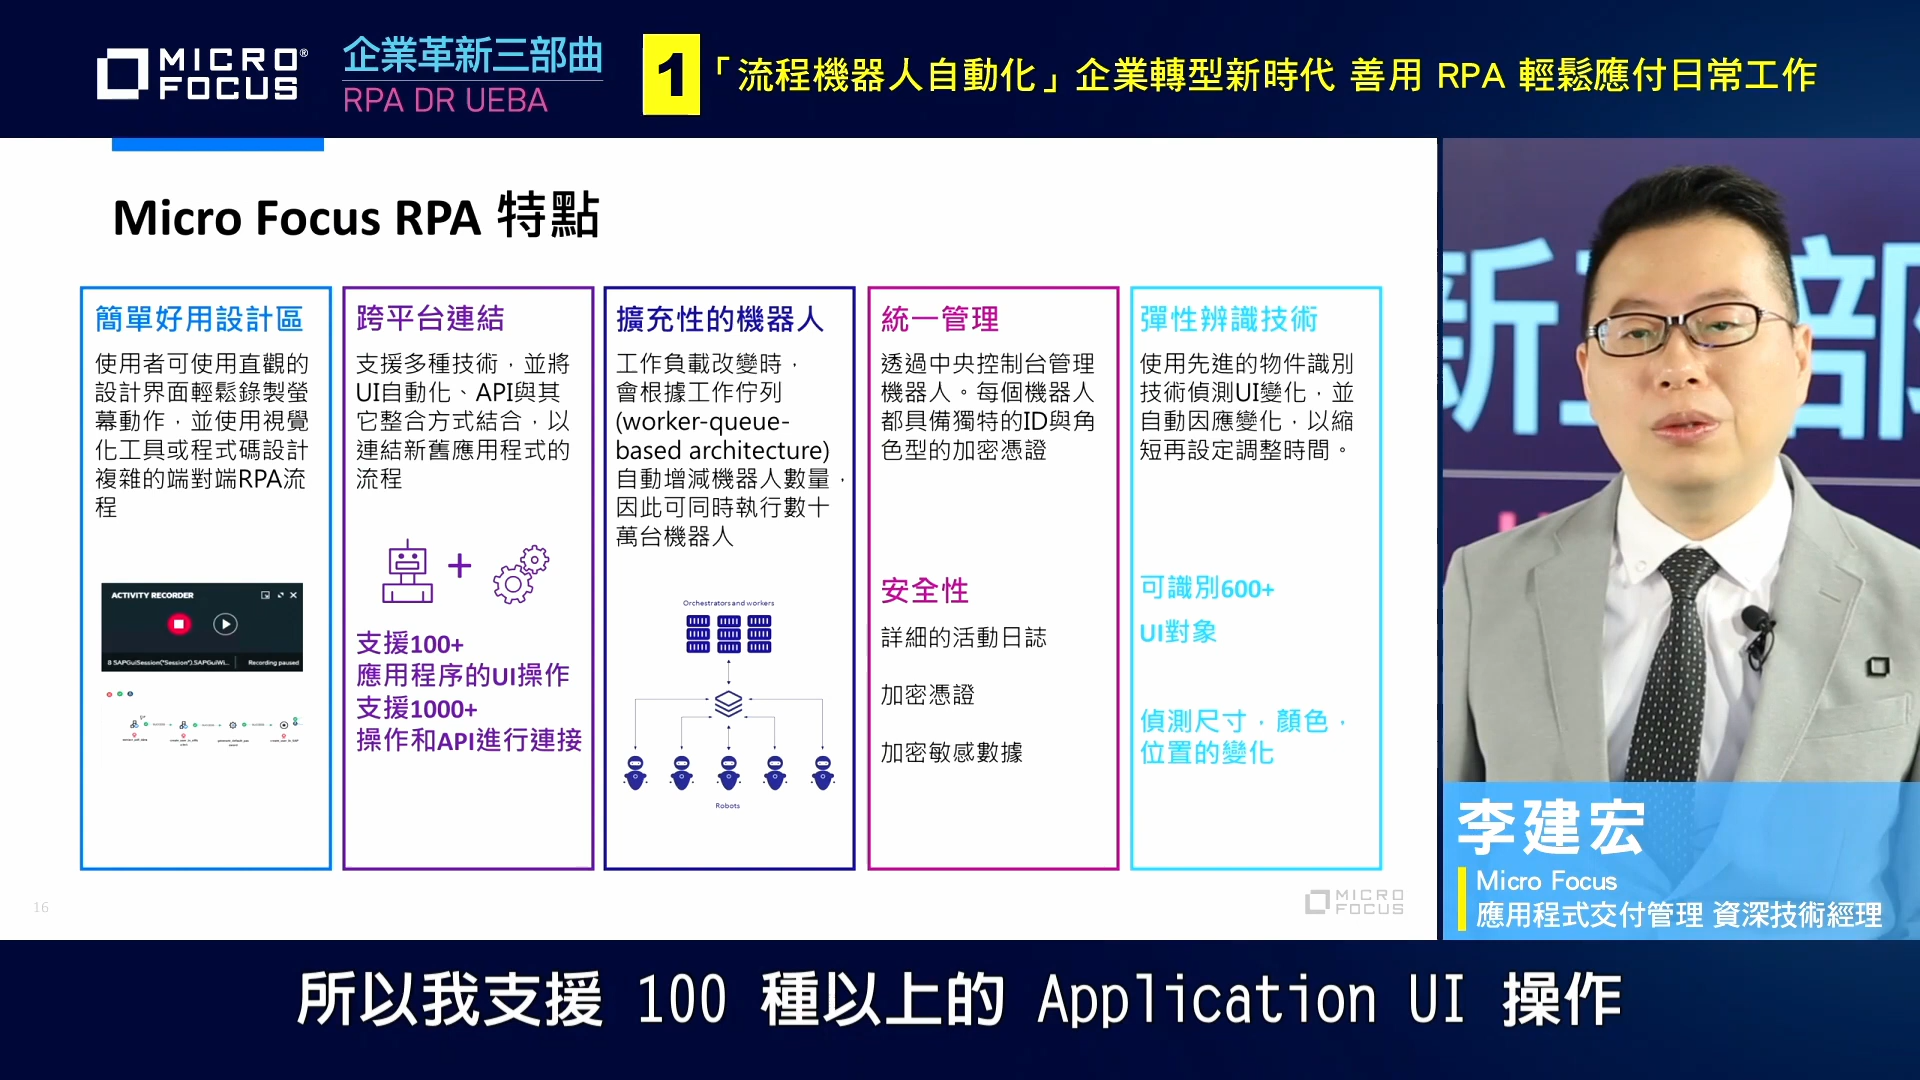 MICRO FOCUS®
企業革新三部曲
RPA DR UEBA
1
「流程機器人自動化」企業轉型新時代 善用 RPA 輕鬆應付日常工作
Micro Focus RPA 特點
簡單好用設計區
使用者可使用直觀的
設計界面輕鬆錄製螢
幕動作，並使用視覺
化工具或程式碼設計
複雜的端對端RPA流
程
ACTIVITY RECORDER
8 SAPGuiSession("Session").SAPGuiWi...
Recording paused
跨平台連結
支援多種技術，並將
UI自動化、API與其
它整合方式結合，以
連結新舊應用程式的
流程
支援100+
應用程序的UI操作
支援1000+
操作和API進行連接
擴充性的機器人
工作負載改變時，
會根據工作佇列
(worker-queue-
based architecture)
自動增減機器人數量，
因此可同時執行數十
萬台機器人
Orchestrators and workers
Robots
統一管理
透過中央控制台管理
機器人。每個機器人
都具備獨特的ID與角
色型的加密憑證
安全性
詳細的活動日誌
加密憑證
加密敏感數據
彈性辨識技術
使用先進的物件識別
技術偵測UI變化，並
自動因應變化，以縮
短再設定調整時間。
可識別600+
UI對象
偵測尺寸，顏色，
位置的變化
16
MICRO FOCUS
新三部
李建宏
Micro Focus
應用程式交付管理 資深技術經理
所以我支援 100 種以上的 Application UI 操作